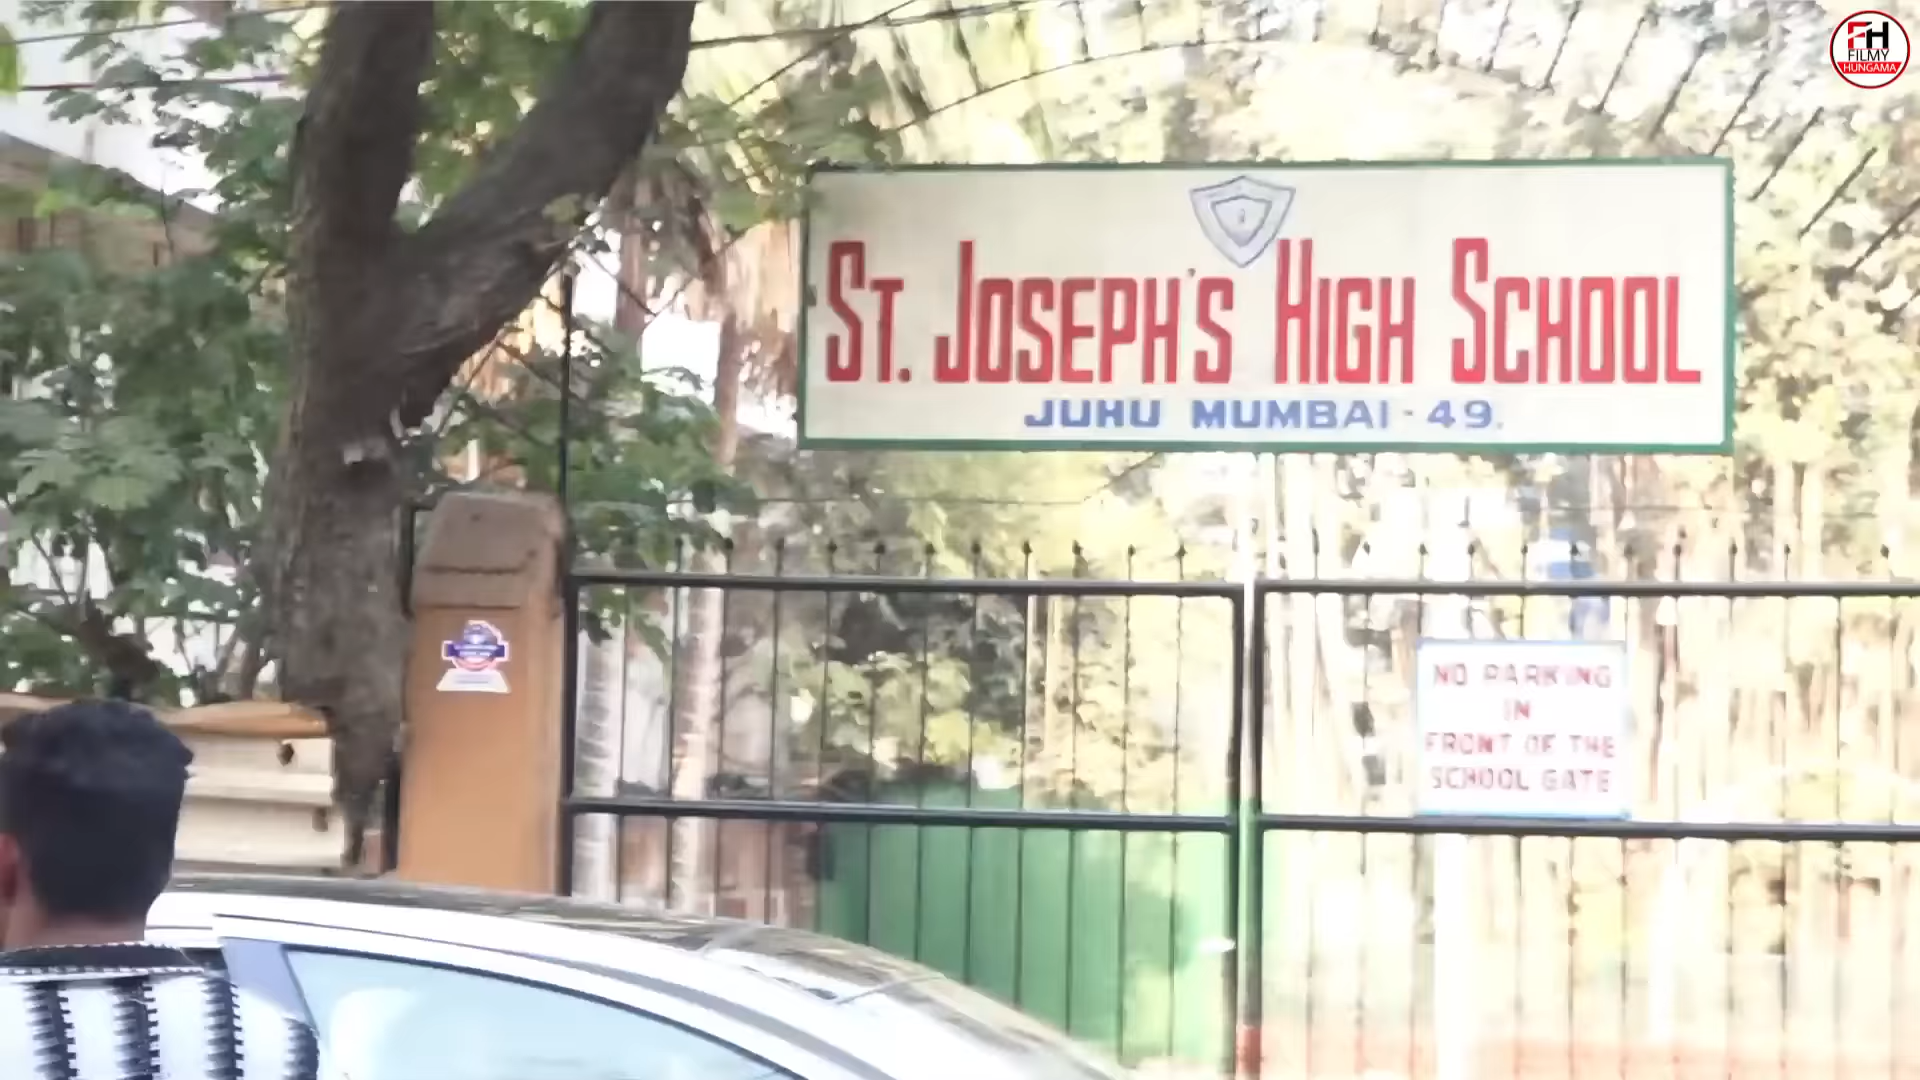 FH
FILMY
HUNGAMA
ST. JOSEPH'S HIGH SCHOOL
JUHU MUMBAI - 49.
NO PARKING
IN
FRONT OF THE
SCHOOL GATE